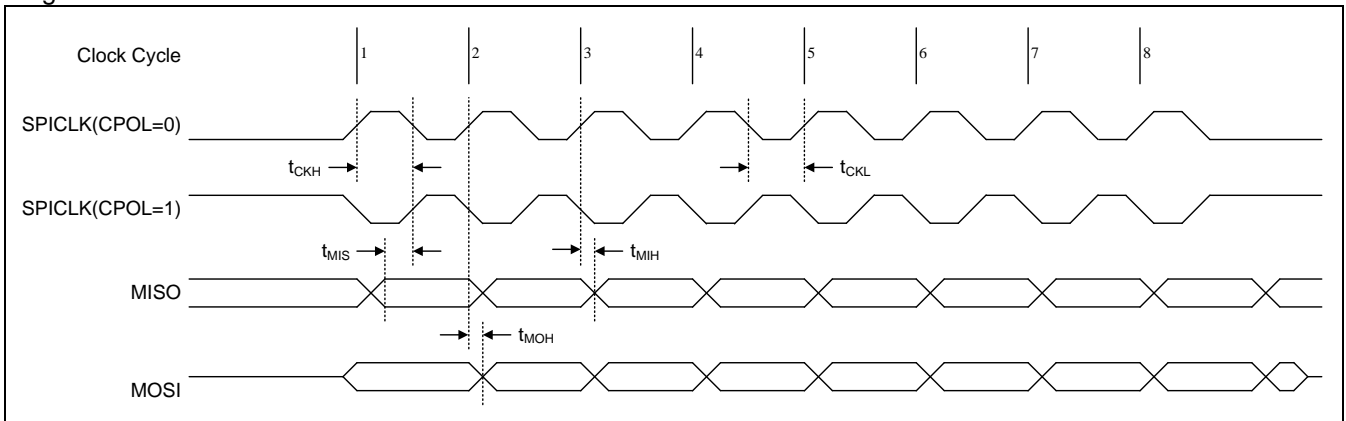 Clock Cycle 1 2 3 4 5 6 7 8
SPICLK(CPOL=0)
tCKH tCKL
SPICLK(CPOL=1)
tMIS tMIH
MISO
tMOH
MOSI